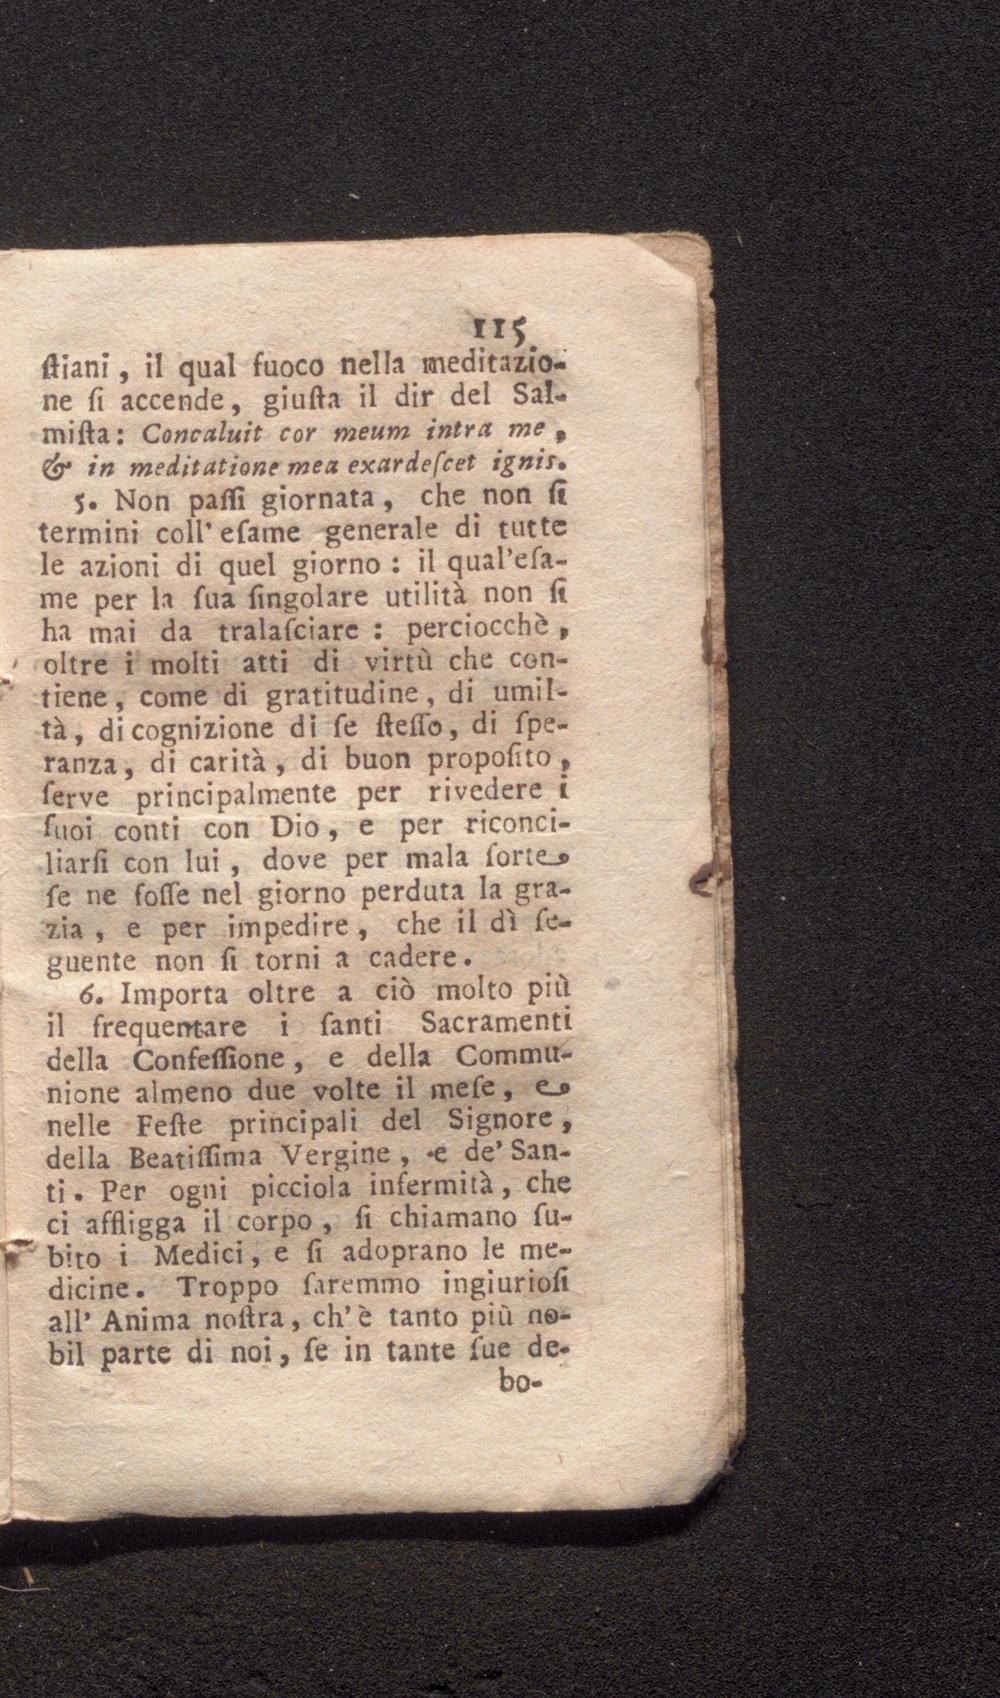 115
ſtiani, il qual fuoco nella meditazio-
ne ſi accende, giuſta il dir del Sal-
miſta: Concaluit cor meum intra me,
& in meditatione mea exardeſcet ignis.
5. Non paſſi giornata, che non ſi
termini coll' eſame generale di tutte
le azioni di quel giorno: il qual'eſa-
me per la ſua ſingolare utilità non ſi
ha mai da tralaſciare: perciocchè,
oltre i molti atti di virtù che con-
tiene, come di gratitudine, di umil-
tà, di cognizione di ſe ſteſſo, di ſpe-
ranza, di carità, di buon propoſito,
ſerve principalmente per rivedere i
ſuoi conti con Dio, e per riconci-
liarſi con lui, dove per mala ſorte
ſe ne foſſe nel giorno perduta la gra-
zia, e per impedire, che il dì ſe-
guente non ſi torni a cadere.
6. Importa oltre a ciò molto più
il frequentare i ſanti Sacramenti
della Confeſſione, e della Commu-
nione almeno due volte il meſe, e
nelle Feſte principali del Signore,
della Beatiſſima Vergine, e de' San-
ti. Per ogni picciola infermità, che
ci affligga il corpo, ſi chiamano ſu-
bito i Medici, e ſi adoprano le me-
dicine. Troppo ſaremmo ingiurioſi
all' Anima noſtra, ch' è tanto più no-
bil parte di noi, ſe in tante ſue de-
bo-